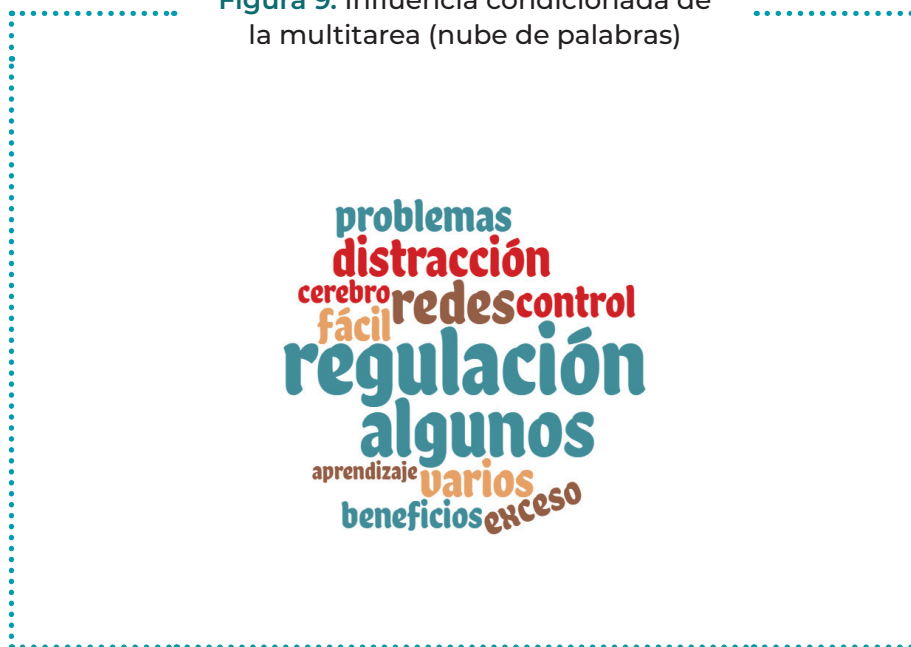 Figura 9. Influencia condicionada de
la multitarea (nube de palabras)
problemas
distracción
cerebro redes control
fácil
regulación
algunos
aprendizaje varios
beneficios exceso